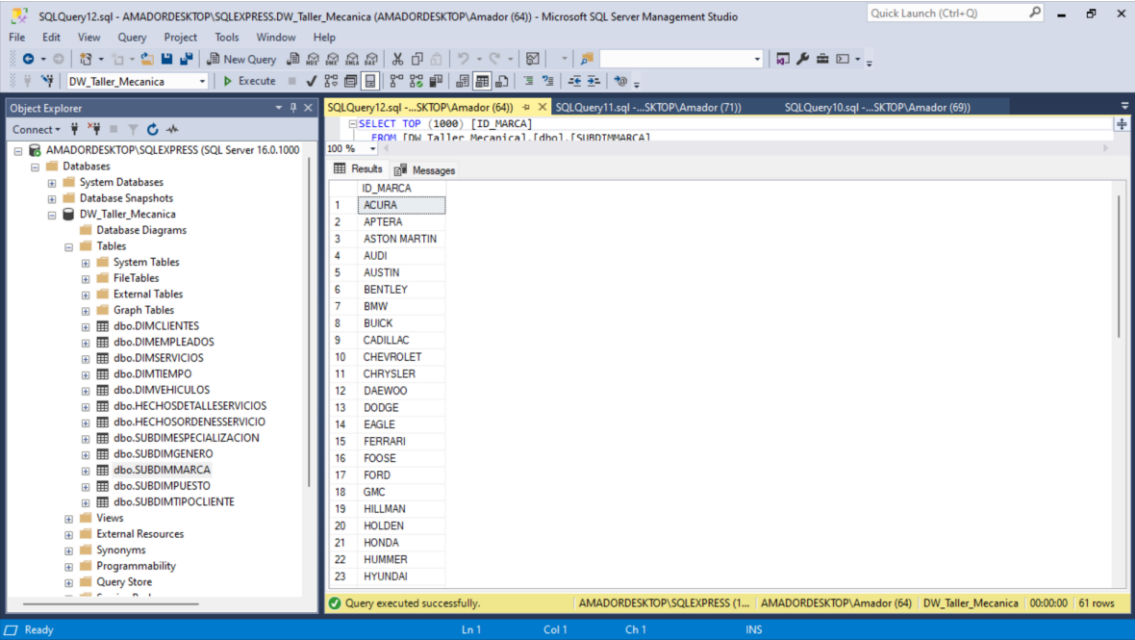 SQLQuery12.sql - AMADORDESKTOP\SQLEXPRESS.DW_Taller_Mecanica (AMADORDESKTOP\Amador (64)) - Microsoft SQL Server Management Studio
Quick Launch (Ctrl+Q)
File Edit View Query Project Tools Window Help
New Query
DW_Taller_Mecanica
Execute
Object Explorer
Connect
AMADORDESKTOP\SQLEXPRESS (SQL Server 16.0.1000
Databases
System Databases
Database Snapshots
DW_Taller_Mecanica
Database Diagrams
Tables
System Tables
FileTables
External Tables
Graph Tables
dbo.DIMCLIENTES
dbo.DIMEMPLEADOS
dbo.DIMSERVICIOS
dbo.DIMTIEMPO
dbo.DIMVEHICULOS
dbo.HECHOSDETALLESERVICIOS
dbo.HECHOSORDENESSERVICIO
dbo.SUBDIMESPECIALIZACION
dbo.SUBDIMGENERO
dbo.SUBDIMMARCA
dbo.SUBDIMPUESTO
dbo.SUBDIMTIPOCLIENTE
Views
External Resources
Synonyms
Programmability
Query Store
SQLQuery12.sql -...SKTOP\Amador (64)) SQLQuery11.sql -...SKTOP\Amador (71)) SQLQuery10.sql -...SKTOP\Amador (69))
SELECT TOP (1000) [ID_MARCA]
FROM [DW_Taller_Mecanica].[dbo].[SUBDIMMARCA]
100 %
Results Messages
ID_MARCA
1 ACURA
2 APTERA
3 ASTON MARTIN
4 AUDI
5 AUSTIN
6 BENTLEY
7 BMW
8 BUICK
9 CADILLAC
10 CHEVROLET
11 CHRYSLER
12 DAEWOO
13 DODGE
14 EAGLE
15 FERRARI
16 FOOSE
17 FORD
18 GMC
19 HILLMAN
20 HOLDEN
21 HONDA
22 HUMMER
23 HYUNDAI
Query executed successfully. AMADORDESKTOP\SQLEXPRESS (1... AMADORDESKTOP\Amador (64) DW_Taller_Mecanica 00:00:00 61 rows
Ready Ln 1 Col 1 Ch 1 INS